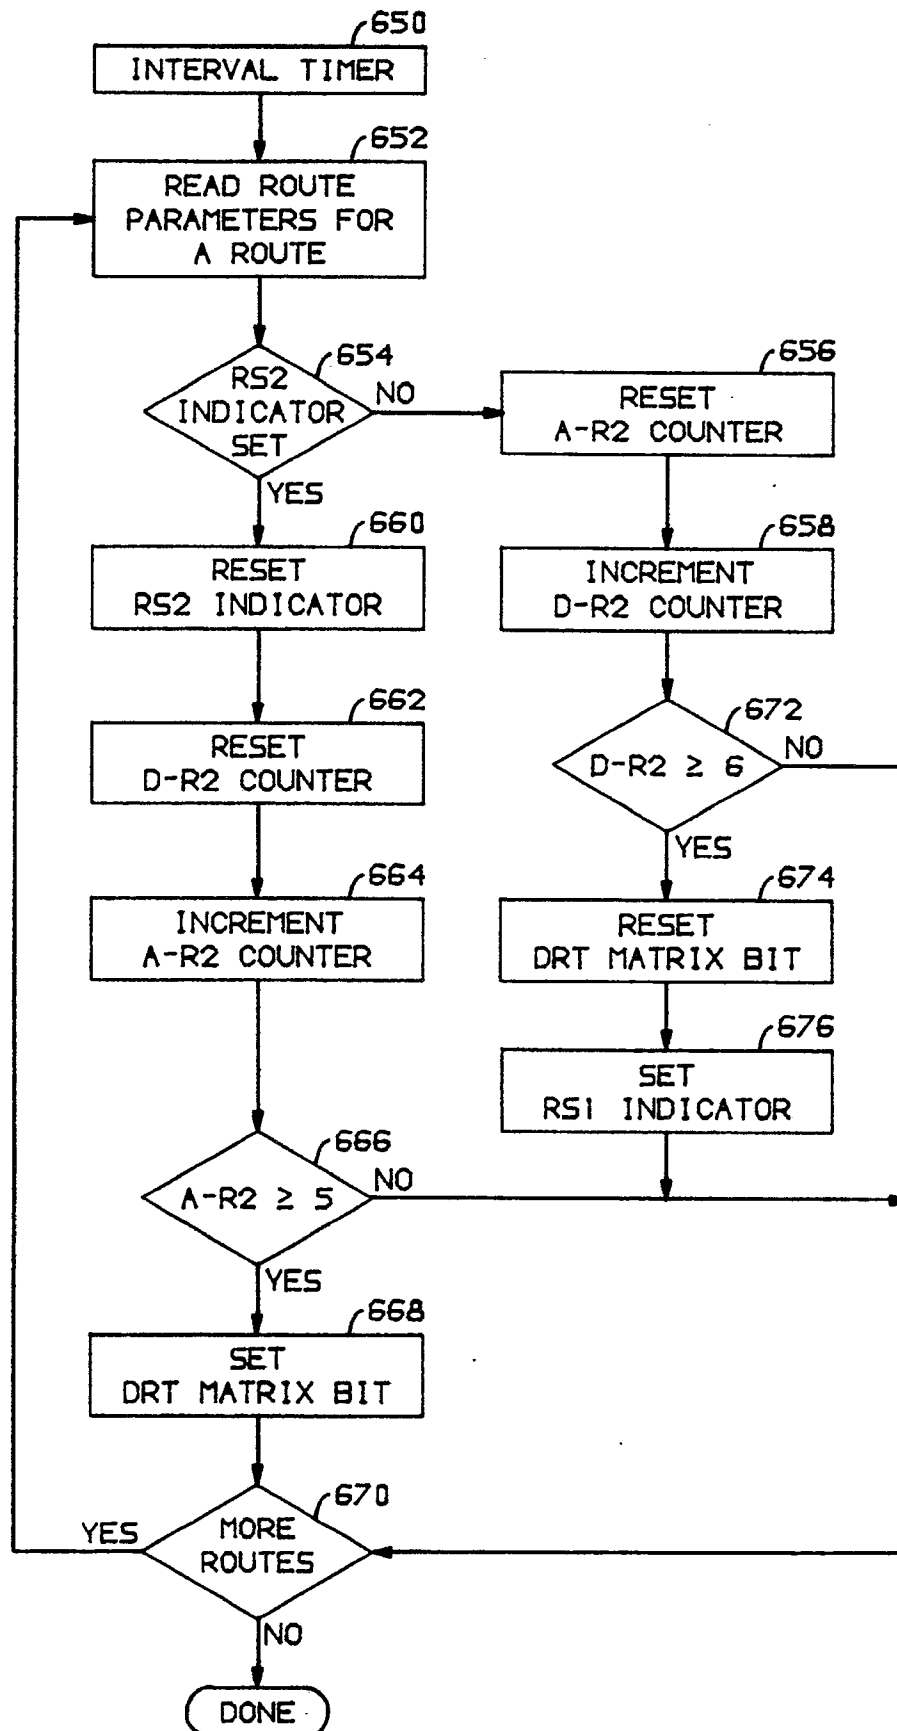 650
INTERVAL TIMER
652
READ ROUTE
PARAMETERS FOR
A ROUTE
654
RS2
INDICATOR
SET
NO
YES
656
RESET
A-R2 COUNTER
660
RESET
RS2 INDICATOR
658
INCREMENT
D-R2 COUNTER
662
RESET
D-R2 COUNTER
672
D-R2 ≥ 6
NO
YES
664
INCREMENT
A-R2 COUNTER
674
RESET
DRT MATRIX BIT
676
SET
RS1 INDICATOR
666
A-R2 ≥ 5
NO
YES
668
SET
DRT MATRIX BIT
670
MORE
ROUTES
YES
NO
DONE